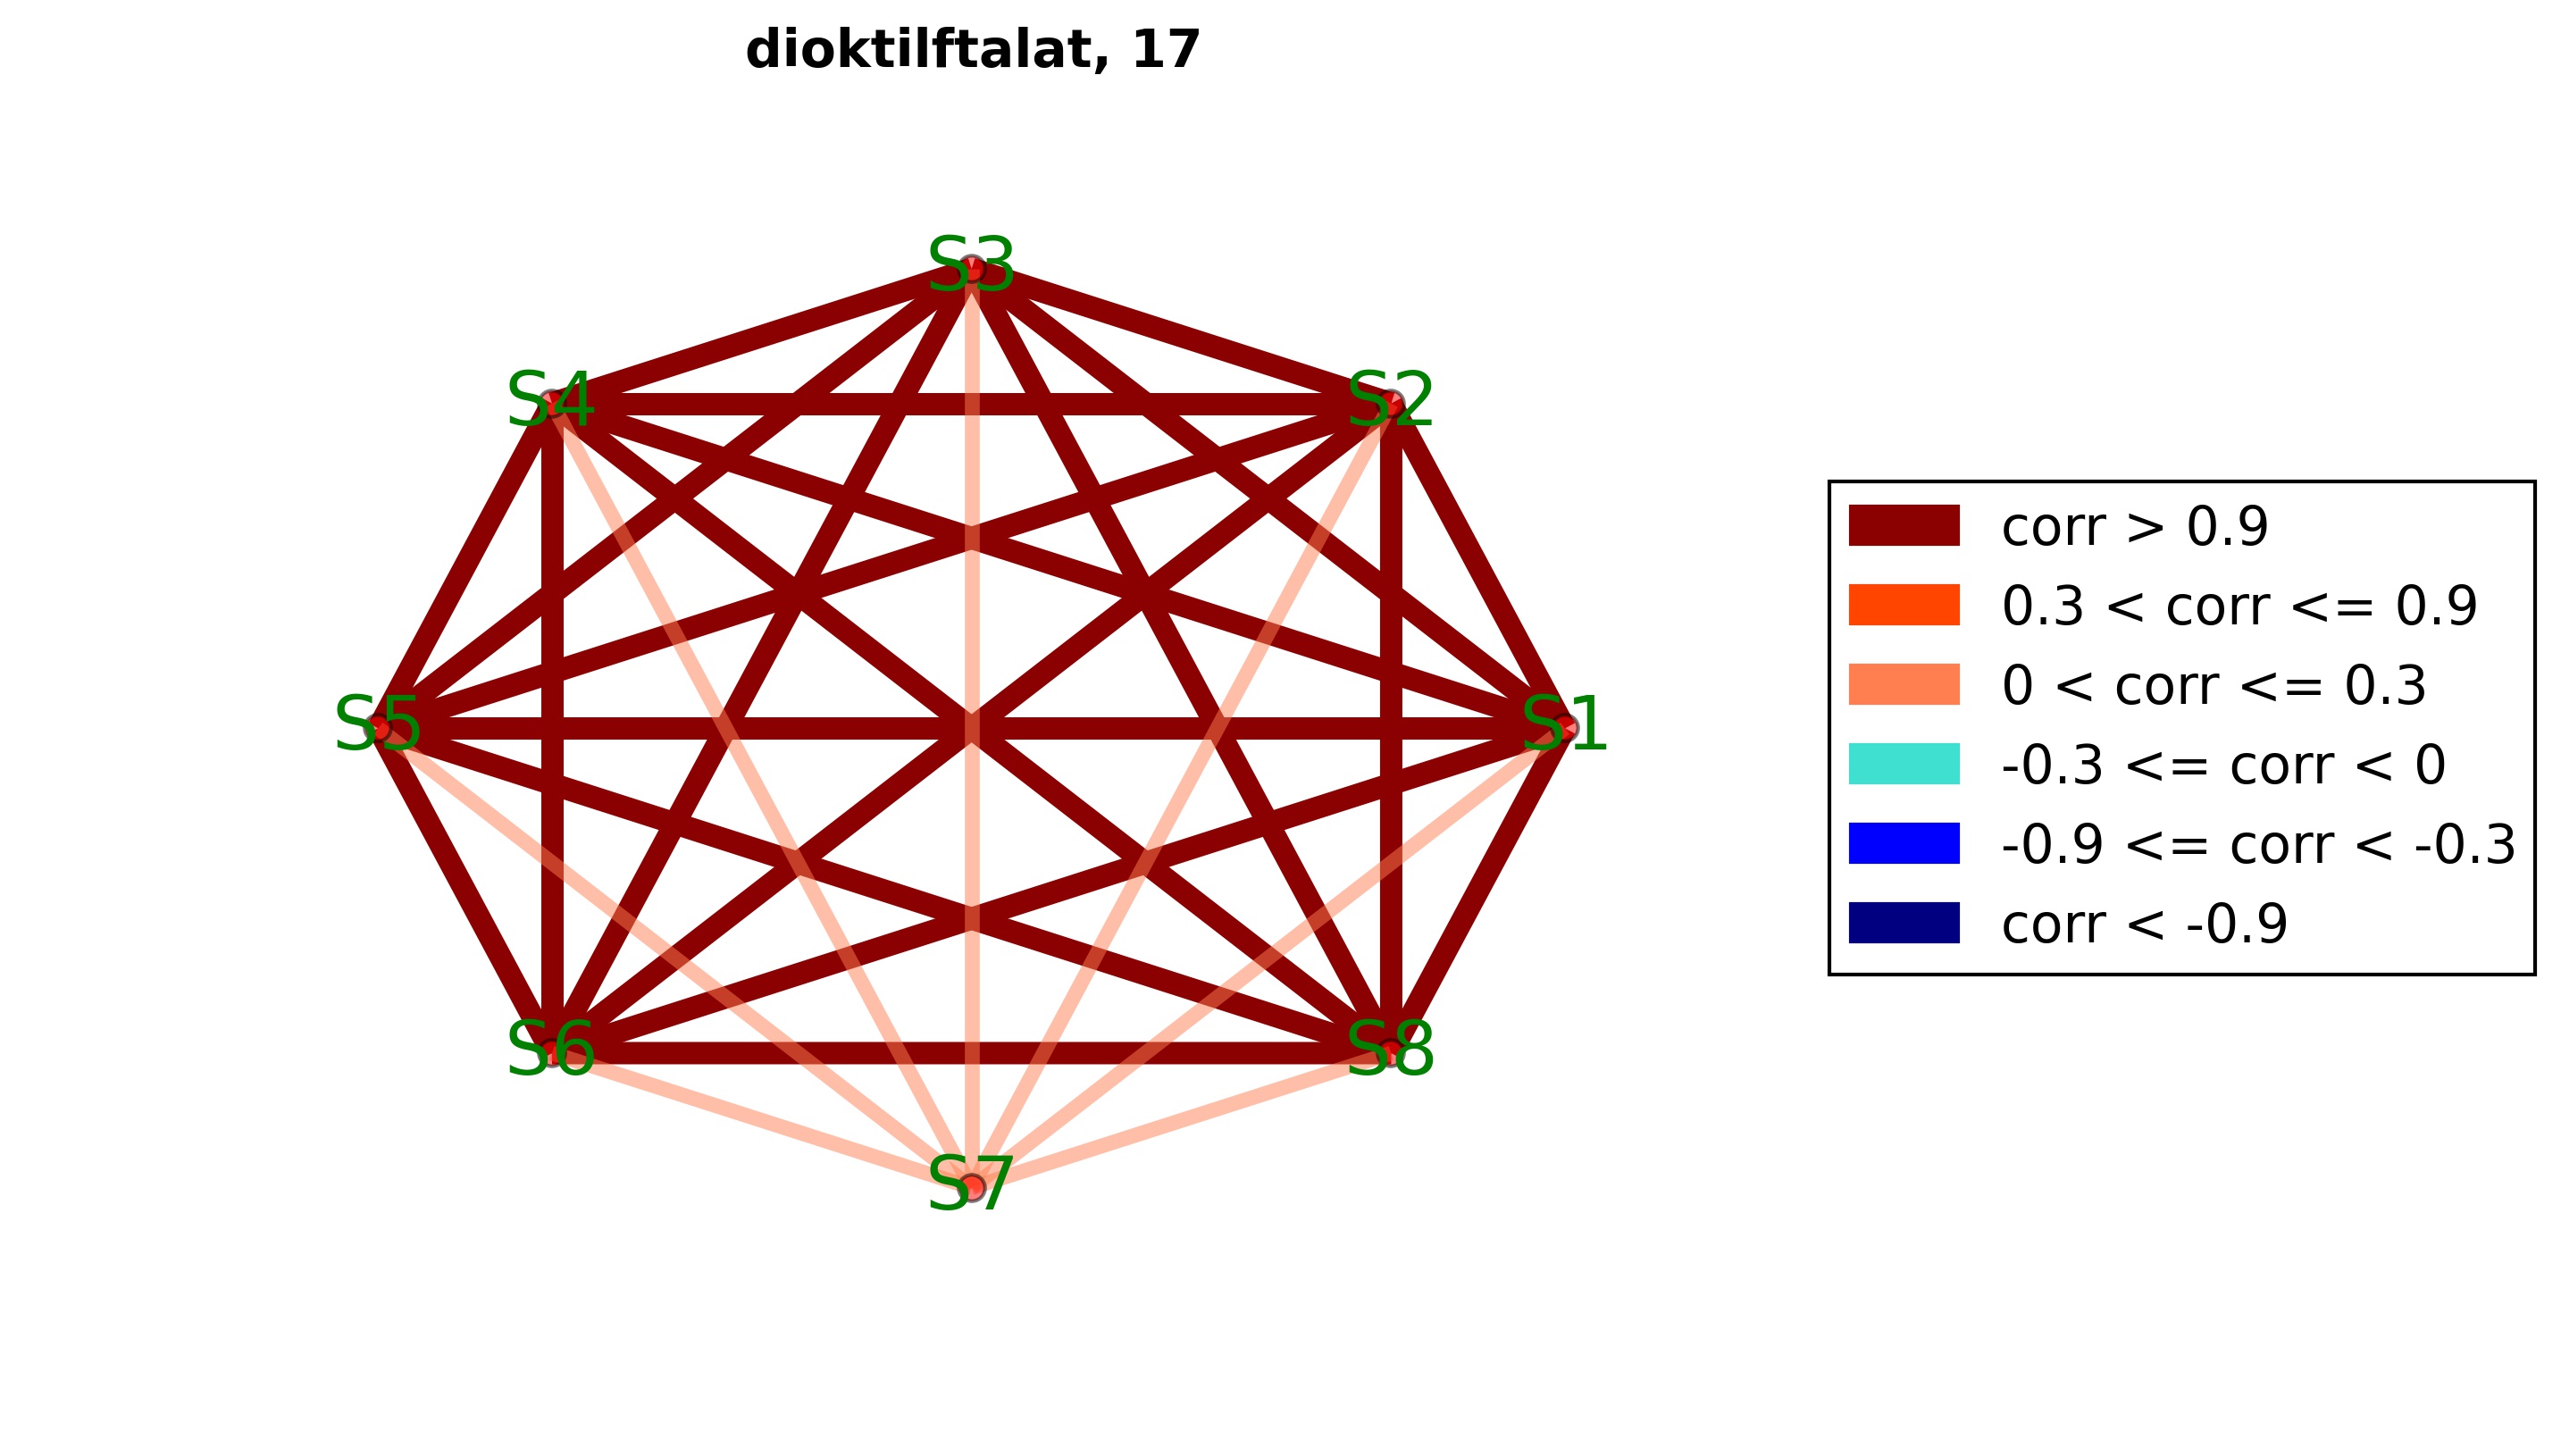 dioktilftalat, 17
S3
S4
S2
S5
S1
S6
S8
S7
corr > 0.9
0.3 < corr <= 0.9
0 < corr <= 0.3
-0.3 <= corr < 0
-0.9 <= corr < -0.3
corr < -0.9